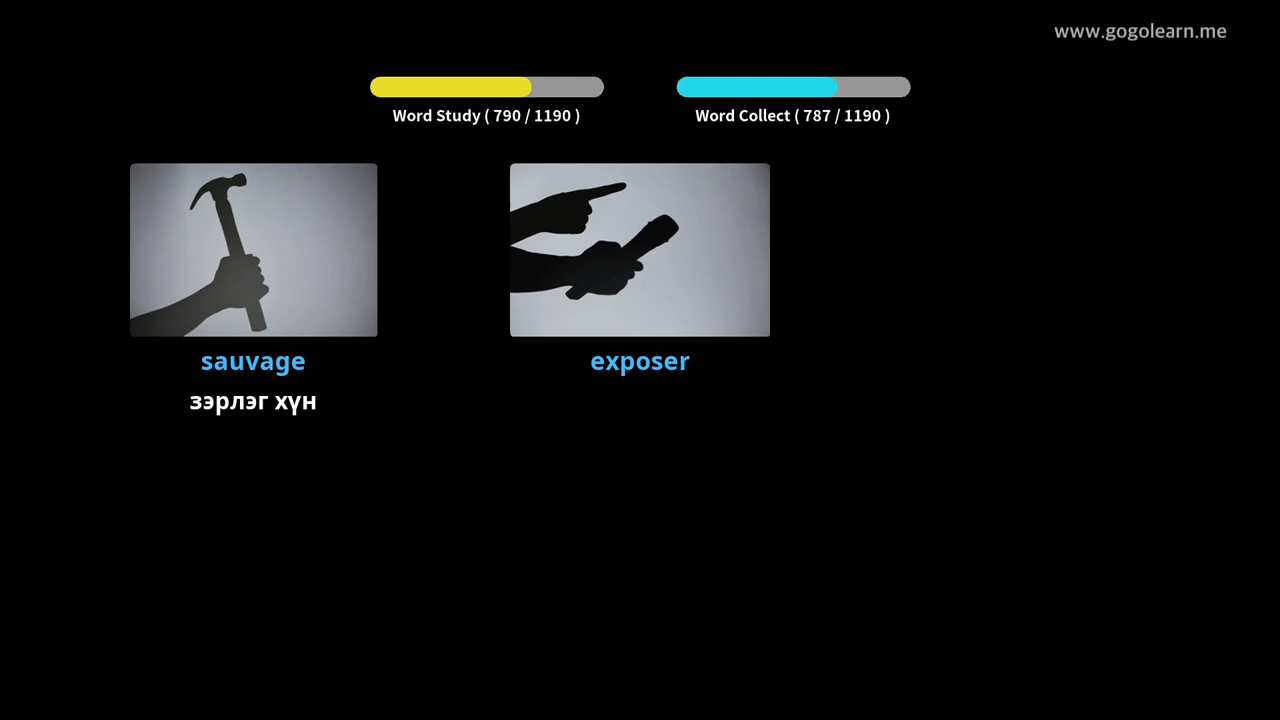 www.gogolearn.me
Word Study ( 790 / 1190 )
Word Collect ( 787 / 1190 )
sauvage
зэрлэг хүн
exposer